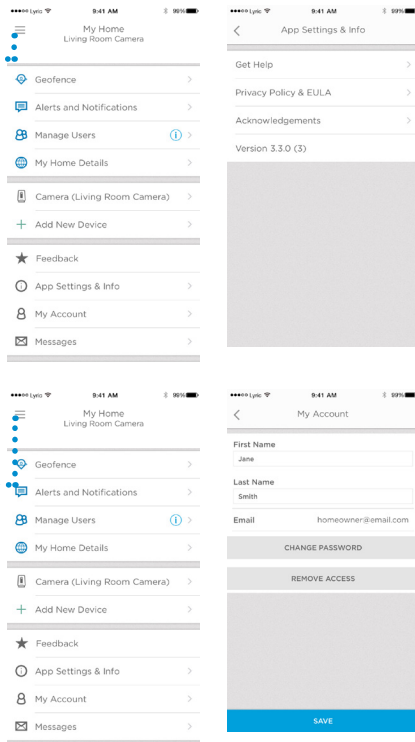 Lyric 9:41 AM 99%
My Home
Living Room Camera
Geofence
Alerts and Notifications
Manage Users
My Home Details
Camera (Living Room Camera)
Add New Device
Feedback
App Settings & Info
My Account
Messages
Lyric 9:41 AM 99%
App Settings & Info
Get Help
Privacy Policy & EULA
Acknowledgements
Version 3.3.0 (3)
Lyric 9:41 AM 99%
My Home
Living Room Camera
Geofence
Alerts and Notifications
Manage Users
My Home Details
Camera (Living Room Camera)
Add New Device
Feedback
App Settings & Info
My Account
Messages
Lyric 9:41 AM 99%
My Account
First Name
Jane
Last Name
Smith
Email homeowner@email.com
CHANGE PASSWORD
REMOVE ACCESS
SAVE